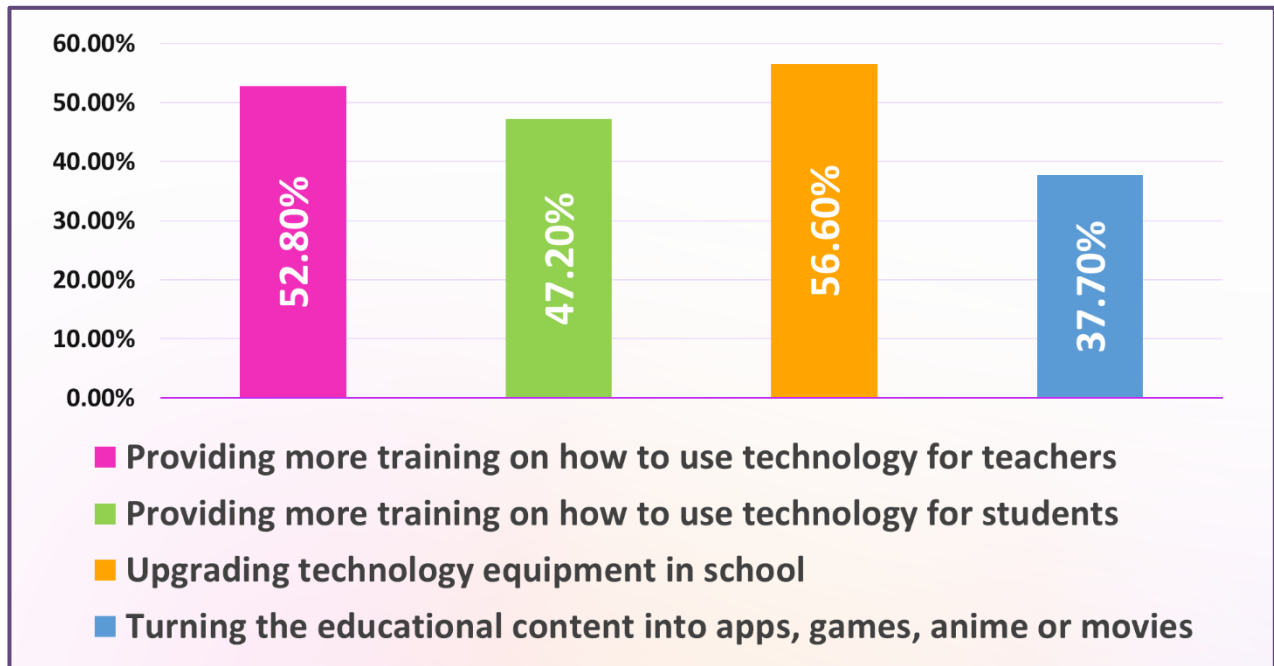 60.00%
50.00%
40.00%
30.00%
20.00%
10.00%
0.00%
52.80%
47.20%
56.60%
37.70%
Providing more training on how to use technology for teachers
Providing more training on how to use technology for students
Upgrading technology equipment in school
Turning the educational content into apps, games, anime or movies